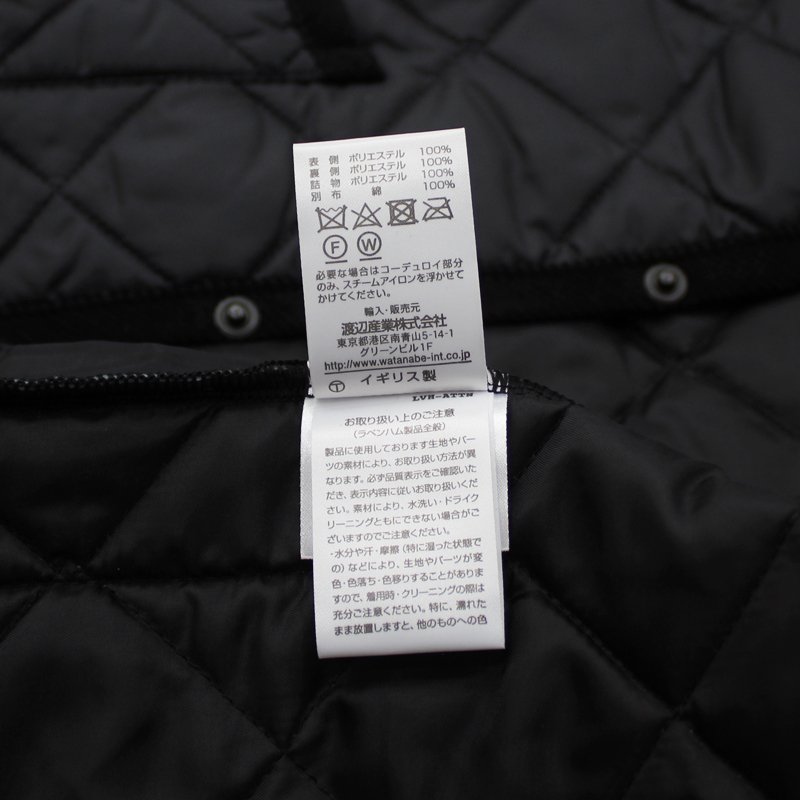 表 側 ポリエステル 100%
裏 側 ポリエステル 100%
詰 物 ポリエステル 100%
別 布 綿 100%
F W
必要な場合はコーデュロイ部分
のみ、スチームアイロンを浮かせて
かけてください。
輸入・販売元
渡辺産業株式会社
東京都港区南青山5-14-1
グリーンビル1F
http://www.watanabe-int.co.jp
T イギリス製
LVH-ATTN
お取り扱い上のご注意
(ラベンハム製品全般)
製品に使用しております生地やパー
ツの素材により、お取り扱い方法が異
なります。必ず品質表示をご確認いた
だき、表示内容に従いお取り扱いくだ
さい。素材により、水洗い・ドライク
リーニングともにできない場合がご
ざいますのでご注意ください。
・水分や汗・摩擦(特に湿った状態で
の)などにより、生地やパーツが変
色・色落ち・色移りすることがありま
すので、着用時・クリーニングの際は
充分ご注意ください。特に、濡れた
まま放置しますと、他のものへの色